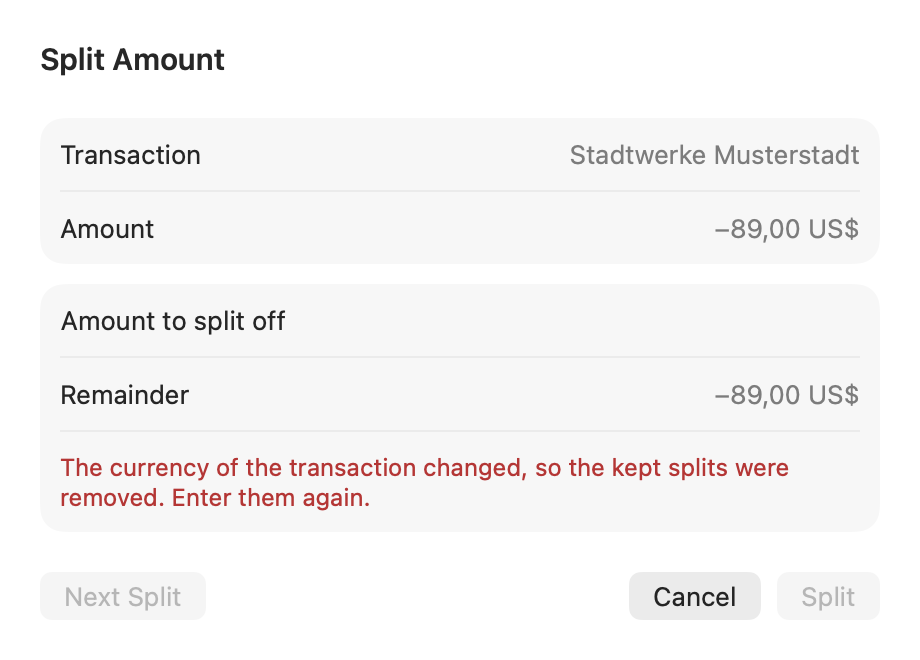 Split Amount
Transaction Stadtwerke Musterstadt
Amount –89,00 US$
Amount to split off
Remainder –89,00 US$
The currency of the transaction changed, so the kept splits were
removed. Enter them again.
Next Split Cancel Split